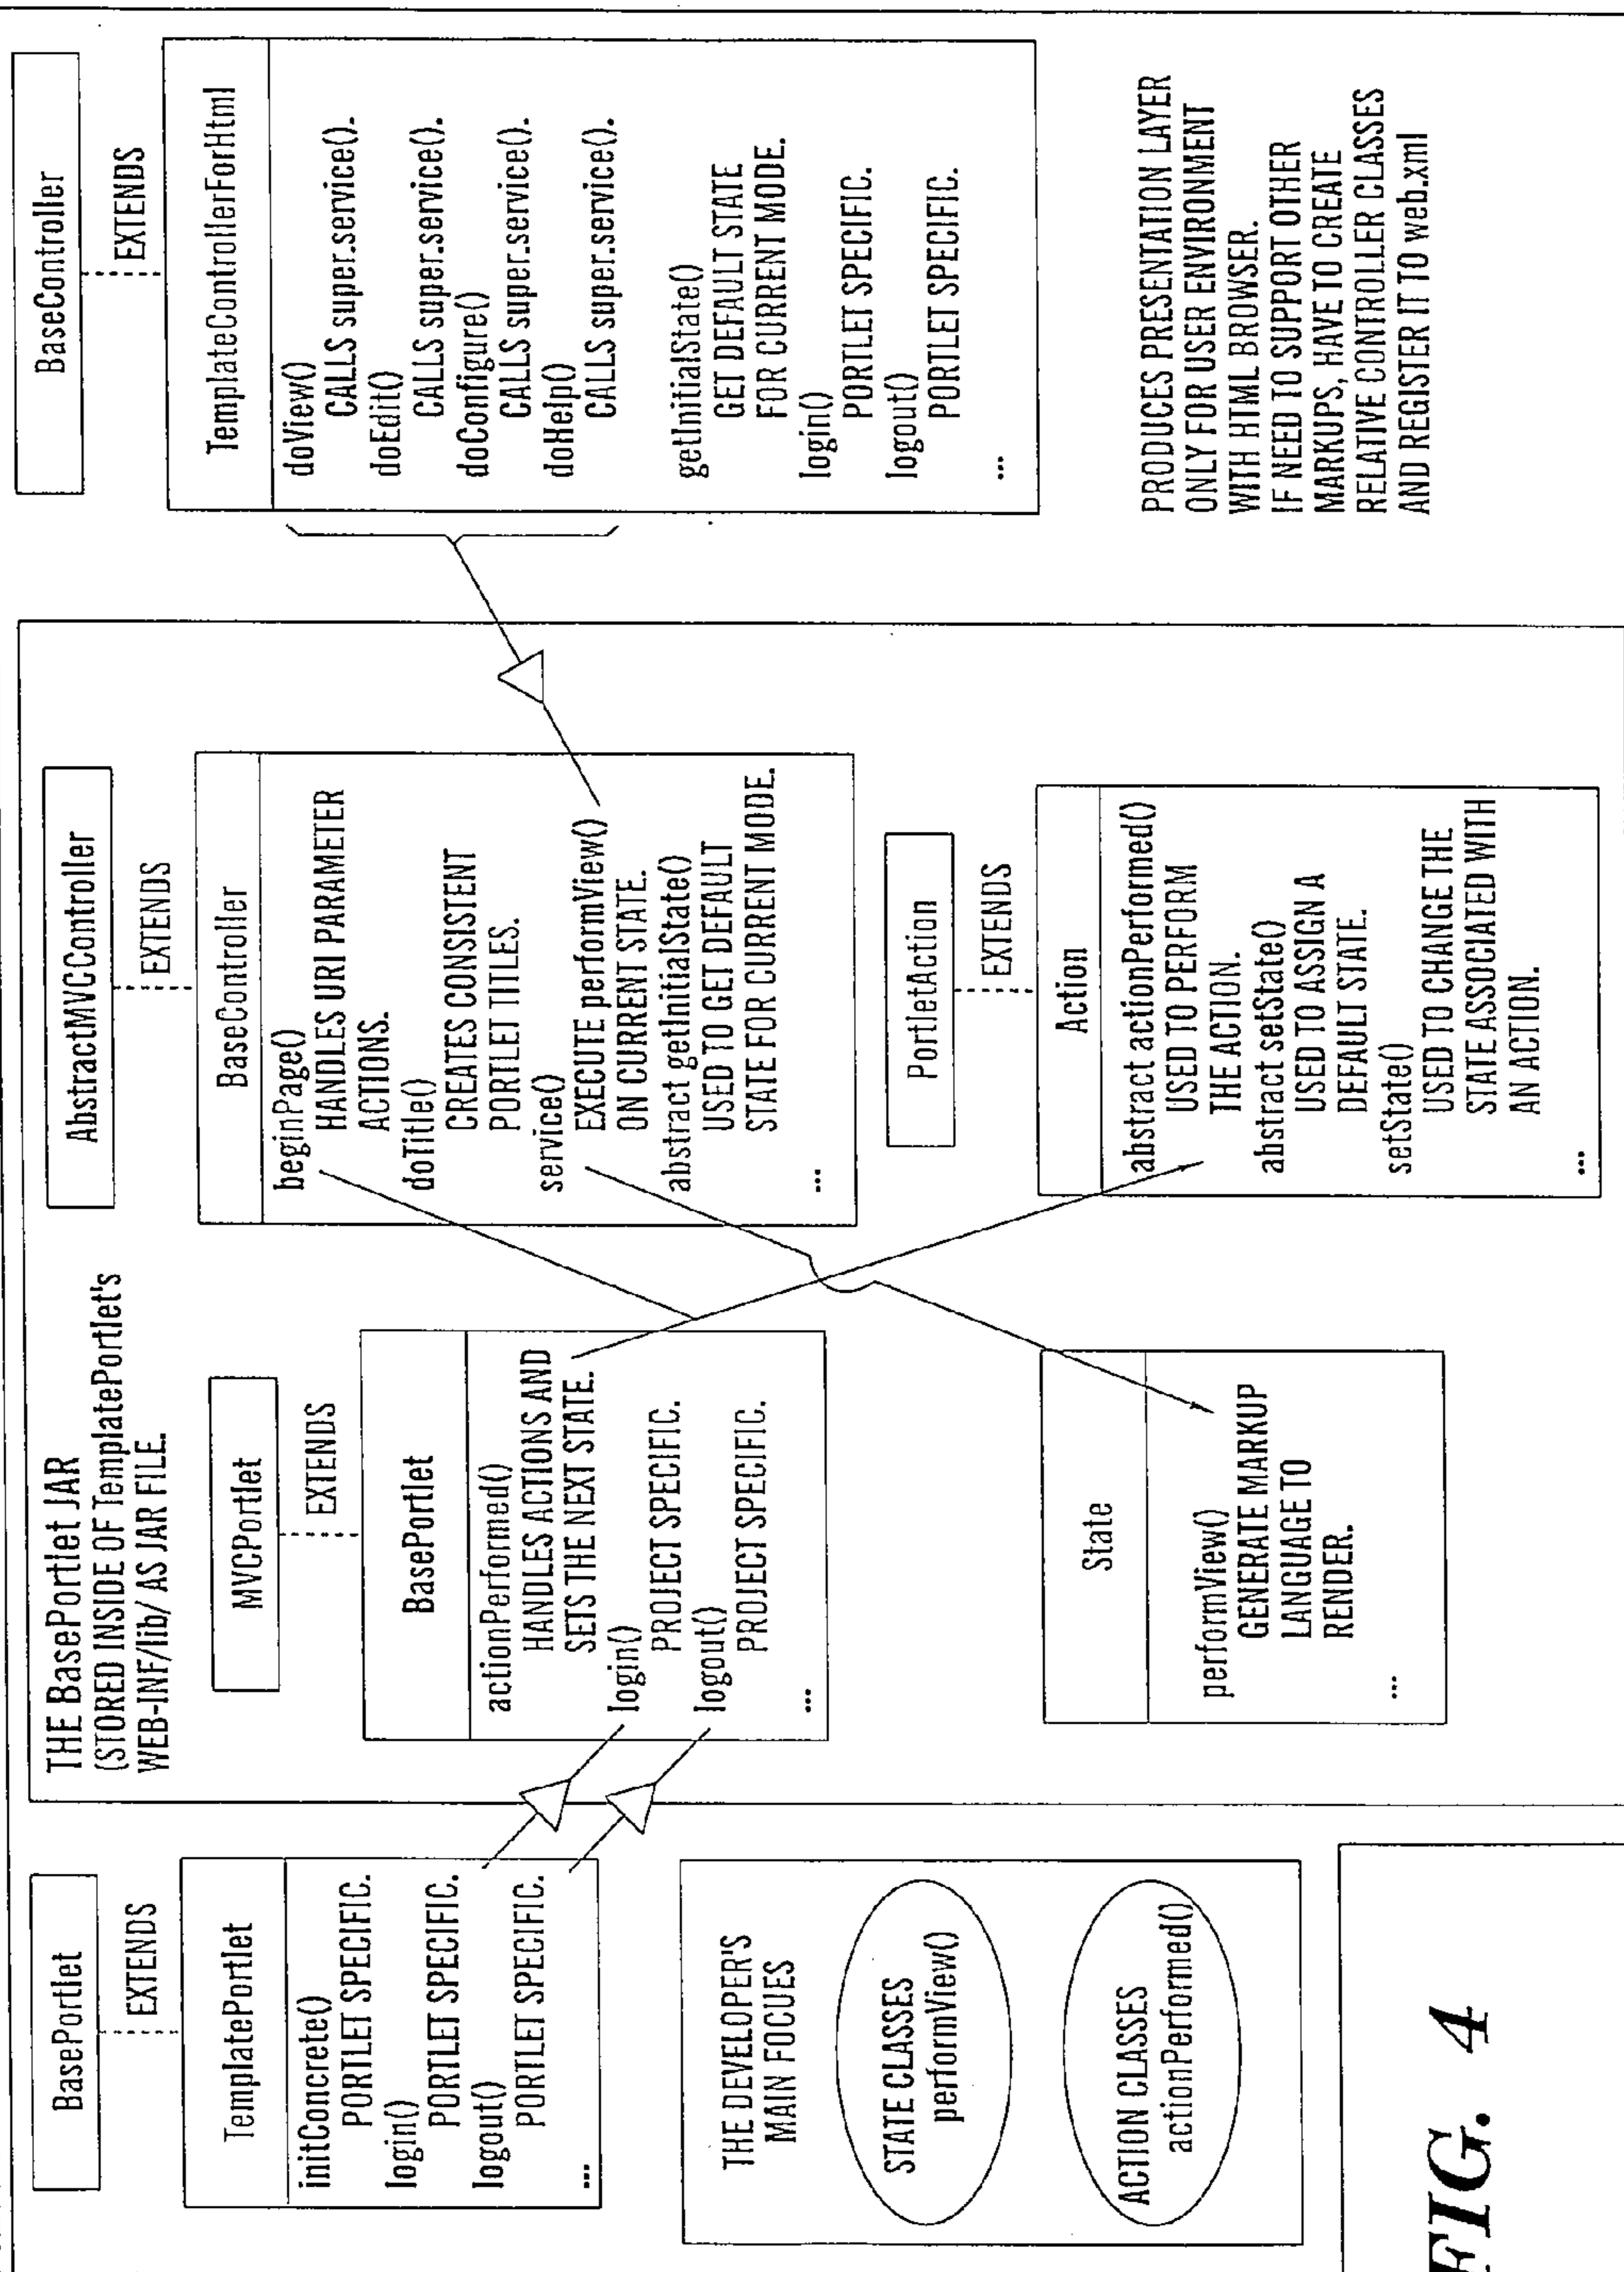 BasePortlet
EXTENDS
TemplatePortlet
initConcrete()
PORTLET SPECIFIC.
login()
PORTLET SPECIFIC.
logout()
PORTLET SPECIFIC.
...
THE DEVELOPER'S
MAIN FOCUES
STATE CLASSES
performView()
ACTION CLASSES
actionPerformed()
FIG. 4
THE BasePortlet JAR
(STORED INSIDE OF TemplatePortlet's
WEB-INF/lib/ AS JAR FILE.
MVCPortlet
EXTENDS
BasePortlet
actionPerformed()
HANDLES ACTIONS AND
SETS THE NEXT STATE.
login()
PROJECT SPECIFIC.
logout()
PROJECT SPECIFIC.
...
State
performView()
GENERATE MARKUP
LANGUAGE TO
RENDER.
...
AbstractMVCController
EXTENDS
BaseController
beginPage()
HANDLES URI PARAMETER
ACTIONS.
doTitle()
CREATES CONSISTENT
PORTLET TITLES.
service()
EXECUTE performView()
ON CURRENT STATE.
abstract getInitialState()
USED TO GET DEFAULT
STATE FOR CURRENT MODE.
...
PortletAction
EXTENDS
Action
abstract actionPerformed()
USED TO PERFORM
THE ACTION.
abstract setState()
USED TO ASSIGN A
DEFAULT STATE.
setState()
USED TO CHANGE THE
STATE ASSOCIATED WITH
AN ACTION.
...
BaseController
EXTENDS
TemplateControllerForHtml
doView()
CALLS super.service().
doEdit()
CALLS super.service().
doConfigure()
CALLS super.service().
doHelp()
CALLS super.service().
getInitialState()
GET DEFAULT STATE
FOR CURRENT MODE.
login()
PORTLET SPECIFIC.
logout()
PORTLET SPECIFIC.
...
PRODUCES PRESENTATION LAYER
ONLY FOR USER ENVIRONMENT
WITH HTML BROWSER.
IF NEED TO SUPPORT OTHER
MARKUPS, HAVE TO CREATE
RELATIVE CONTROLLER CLASSES
AND REGISTER IT TO web.xml